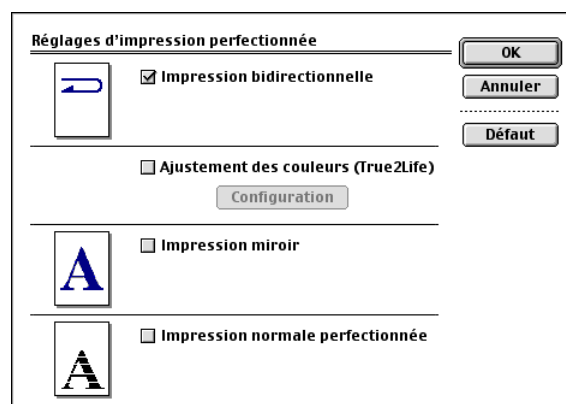 Réglages d'impression perfectionnée
OK
Impression bidirectionnelle
Annuler
Défaut
Ajustement des couleurs (True2Life)
Configuration
A
Impression miroir
A
Impression normale perfectionnée